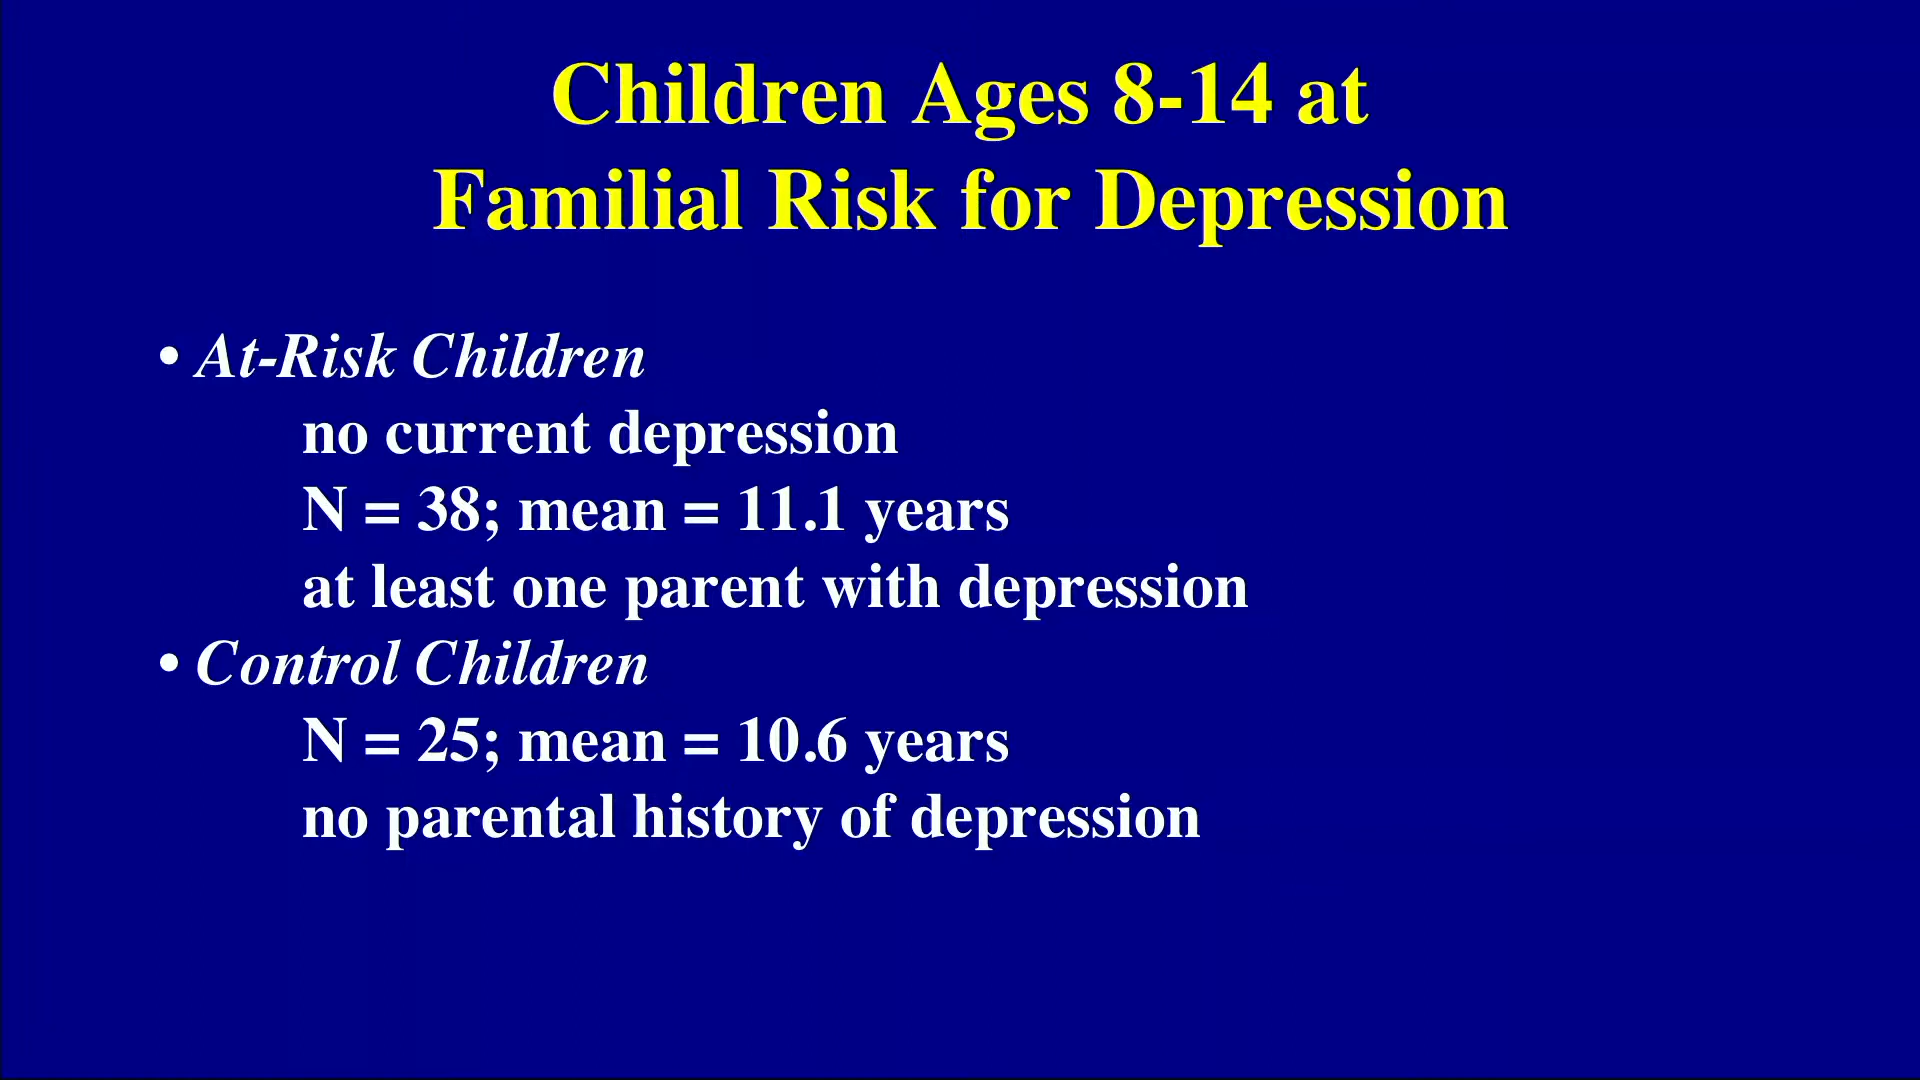 Children Ages 8-14 at
Familial Risk for Depression
• At-Risk Children
no current depression
N = 38; mean = 11.1 years
at least one parent with depression
• Control Children
N = 25; mean = 10.6 years
no parental history of depression